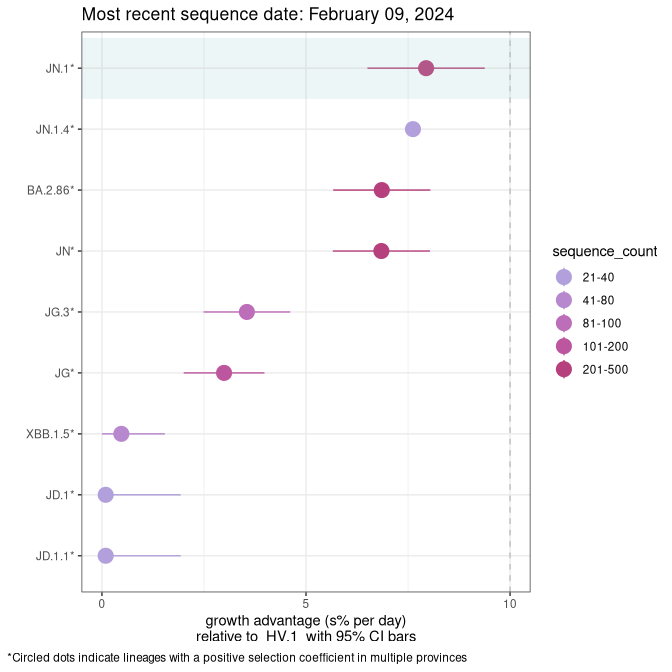 Most recent sequence date: February 09, 2024
JN.1*
JN.1.4*
BA.2.86*
JN*
JG.3*
JG*
XBB.1.5*
JD.1*
JD.1.1*
0 5 10
growth advantage (s% per day)
relative to HV.1 with 95% CI bars
*Circled dots indicate lineages with a positive selection coefficient in multiple provinces
sequence_count
21-40
41-80
81-100
101-200
201-500